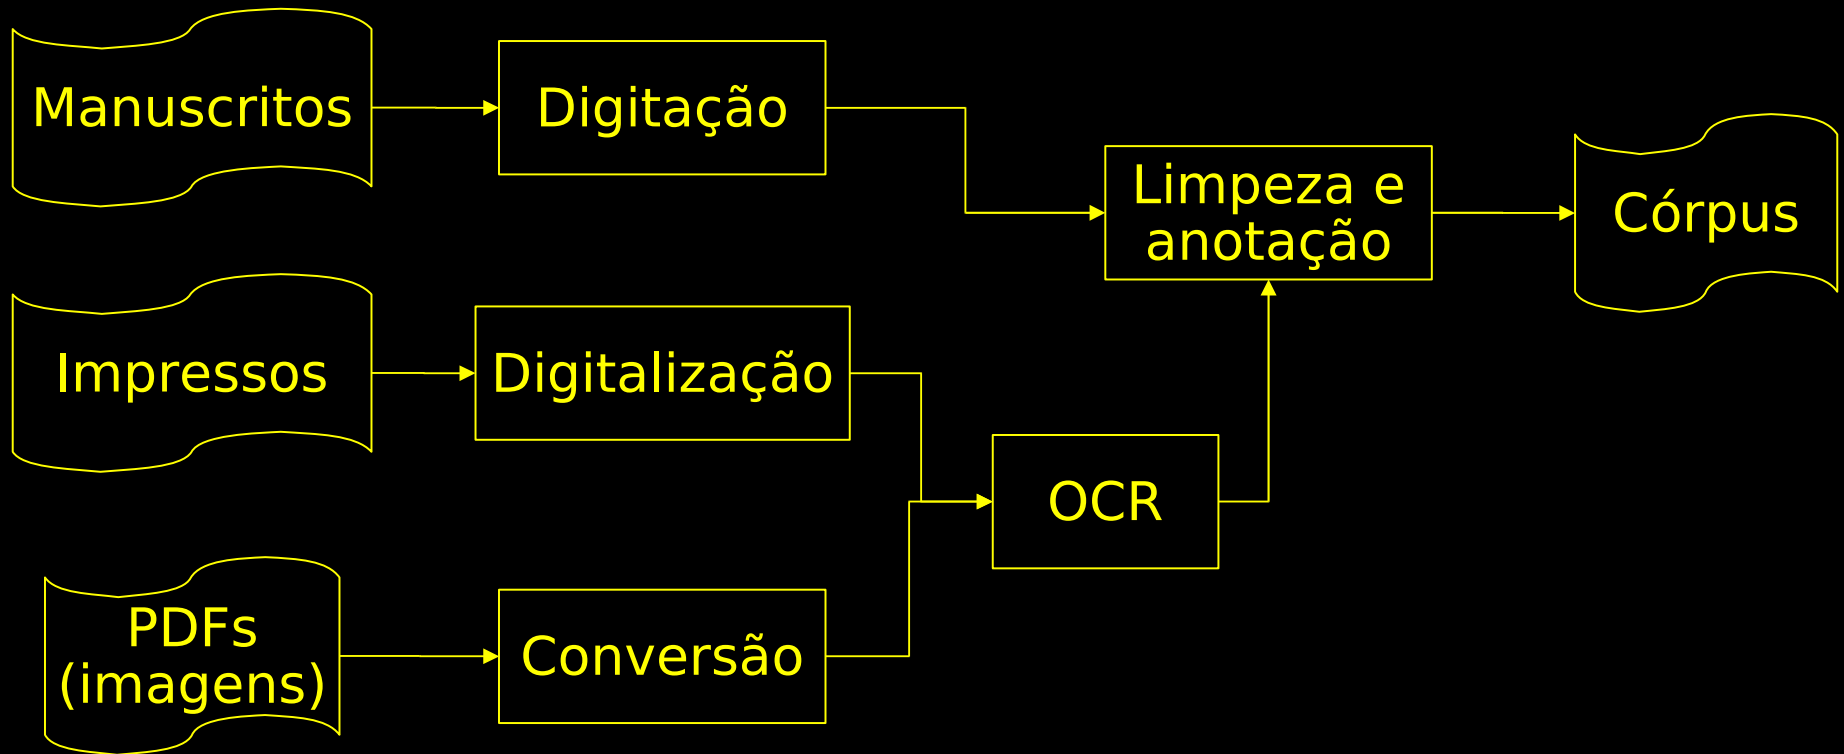 Manuscritos
Digitação
Limpeza e
anotação
Córpus
Impressos
Digitalização
OCR
PDFs
(imagens)
Conversão